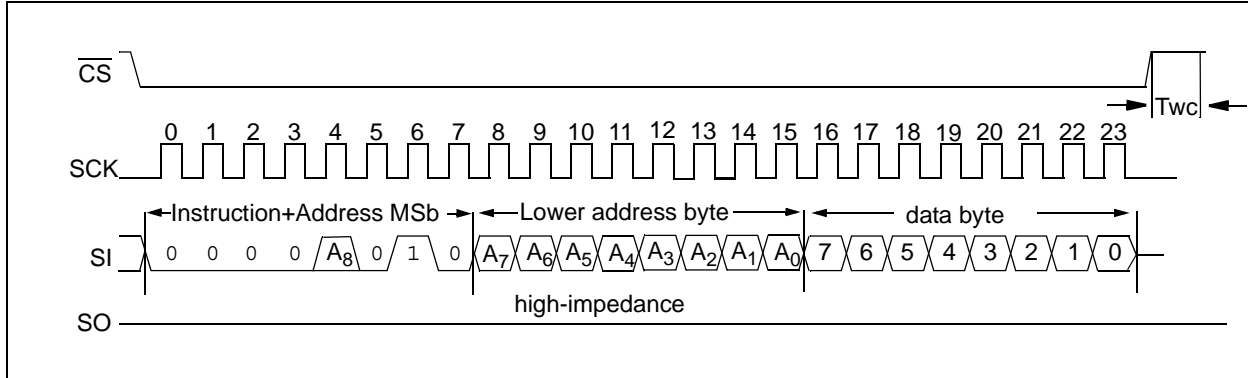 CS
Twc
0 1 2 3 4 5 6 7 8 9 10 11 12 13 14 15 16 17 18 19 20 21 22 23
SCK
Instruction+Address MSb Lower address byte data byte
SI 0 0 0 0 A8 0 1 0 A7 A6 A5 A4 A3 A2 A1 A0 7 6 5 4 3 2 1 0
high-impedance
SO